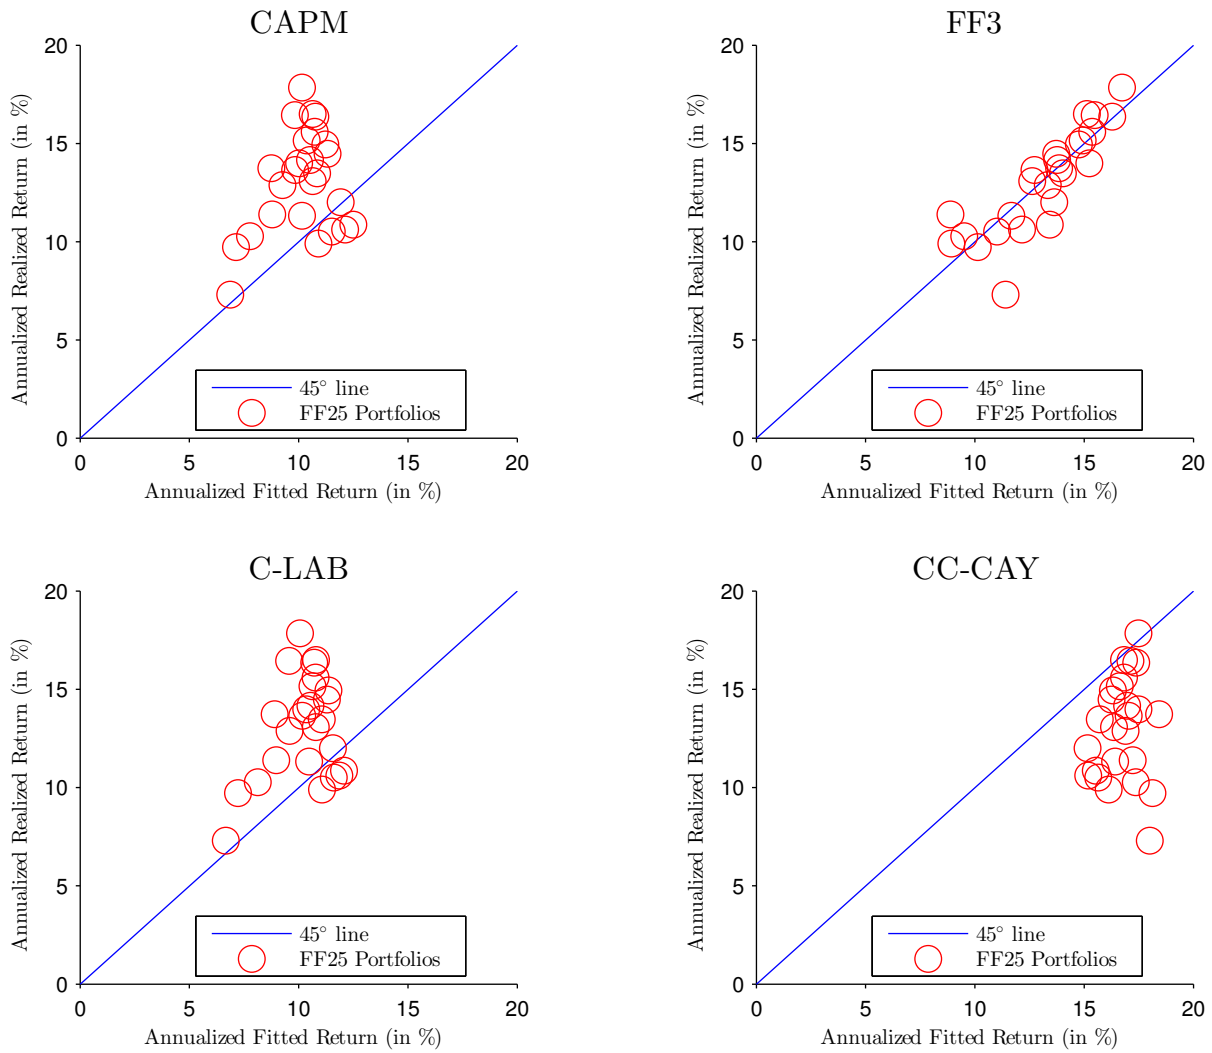 CAPM
20
15
10
5
0
0 5 10 15 20
Annualized Realized Return (in %)
Annualized Fitted Return (in %)
45° line
FF25 Portfolios
FF3
20
15
10
5
0
0 5 10 15 20
Annualized Realized Return (in %)
Annualized Fitted Return (in %)
45° line
FF25 Portfolios
C-LAB
20
15
10
5
0
0 5 10 15 20
Annualized Realized Return (in %)
Annualized Fitted Return (in %)
45° line
FF25 Portfolios
CC-CAY
20
15
10
5
0
0 5 10 15 20
Annualized Realized Return (in %)
Annualized Fitted Return (in %)
45° line
FF25 Portfolios